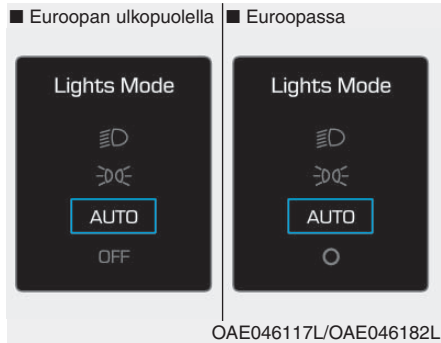 ■ Euroopan ulkopuolella
Lights Mode
AUTO
OFF
■ Euroopassa
Lights Mode
AUTO
OAE046117L/OAE046182L